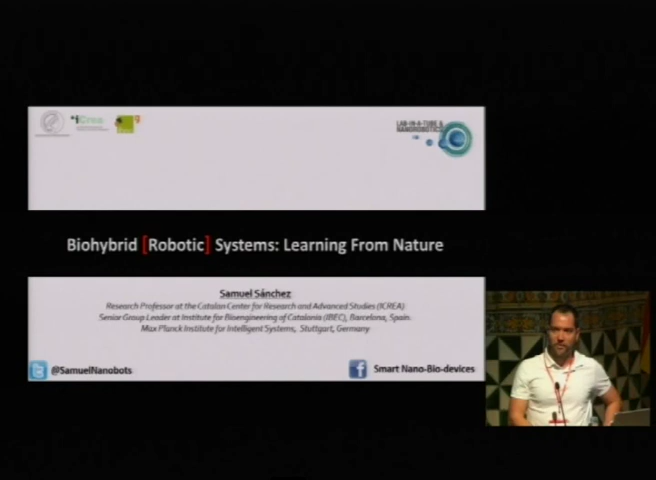 iCrea
LAB-IN-A-TUBE &
NANOROBOTICS
Biohybrid [Robotic] Systems: Learning From Nature
Samuel Sánchez
Research Professor at the Catalan Center for Research and Advanced Studies (ICREA)
Senior Group Leader at Institute for Bioengineering of Catalonia (IBEC), Barcelona, Spain.
Max Planck Institute for Intelligent Systems, Stuttgart, Germany
@SamuelNanobots
Smart Nano-Bio-devices